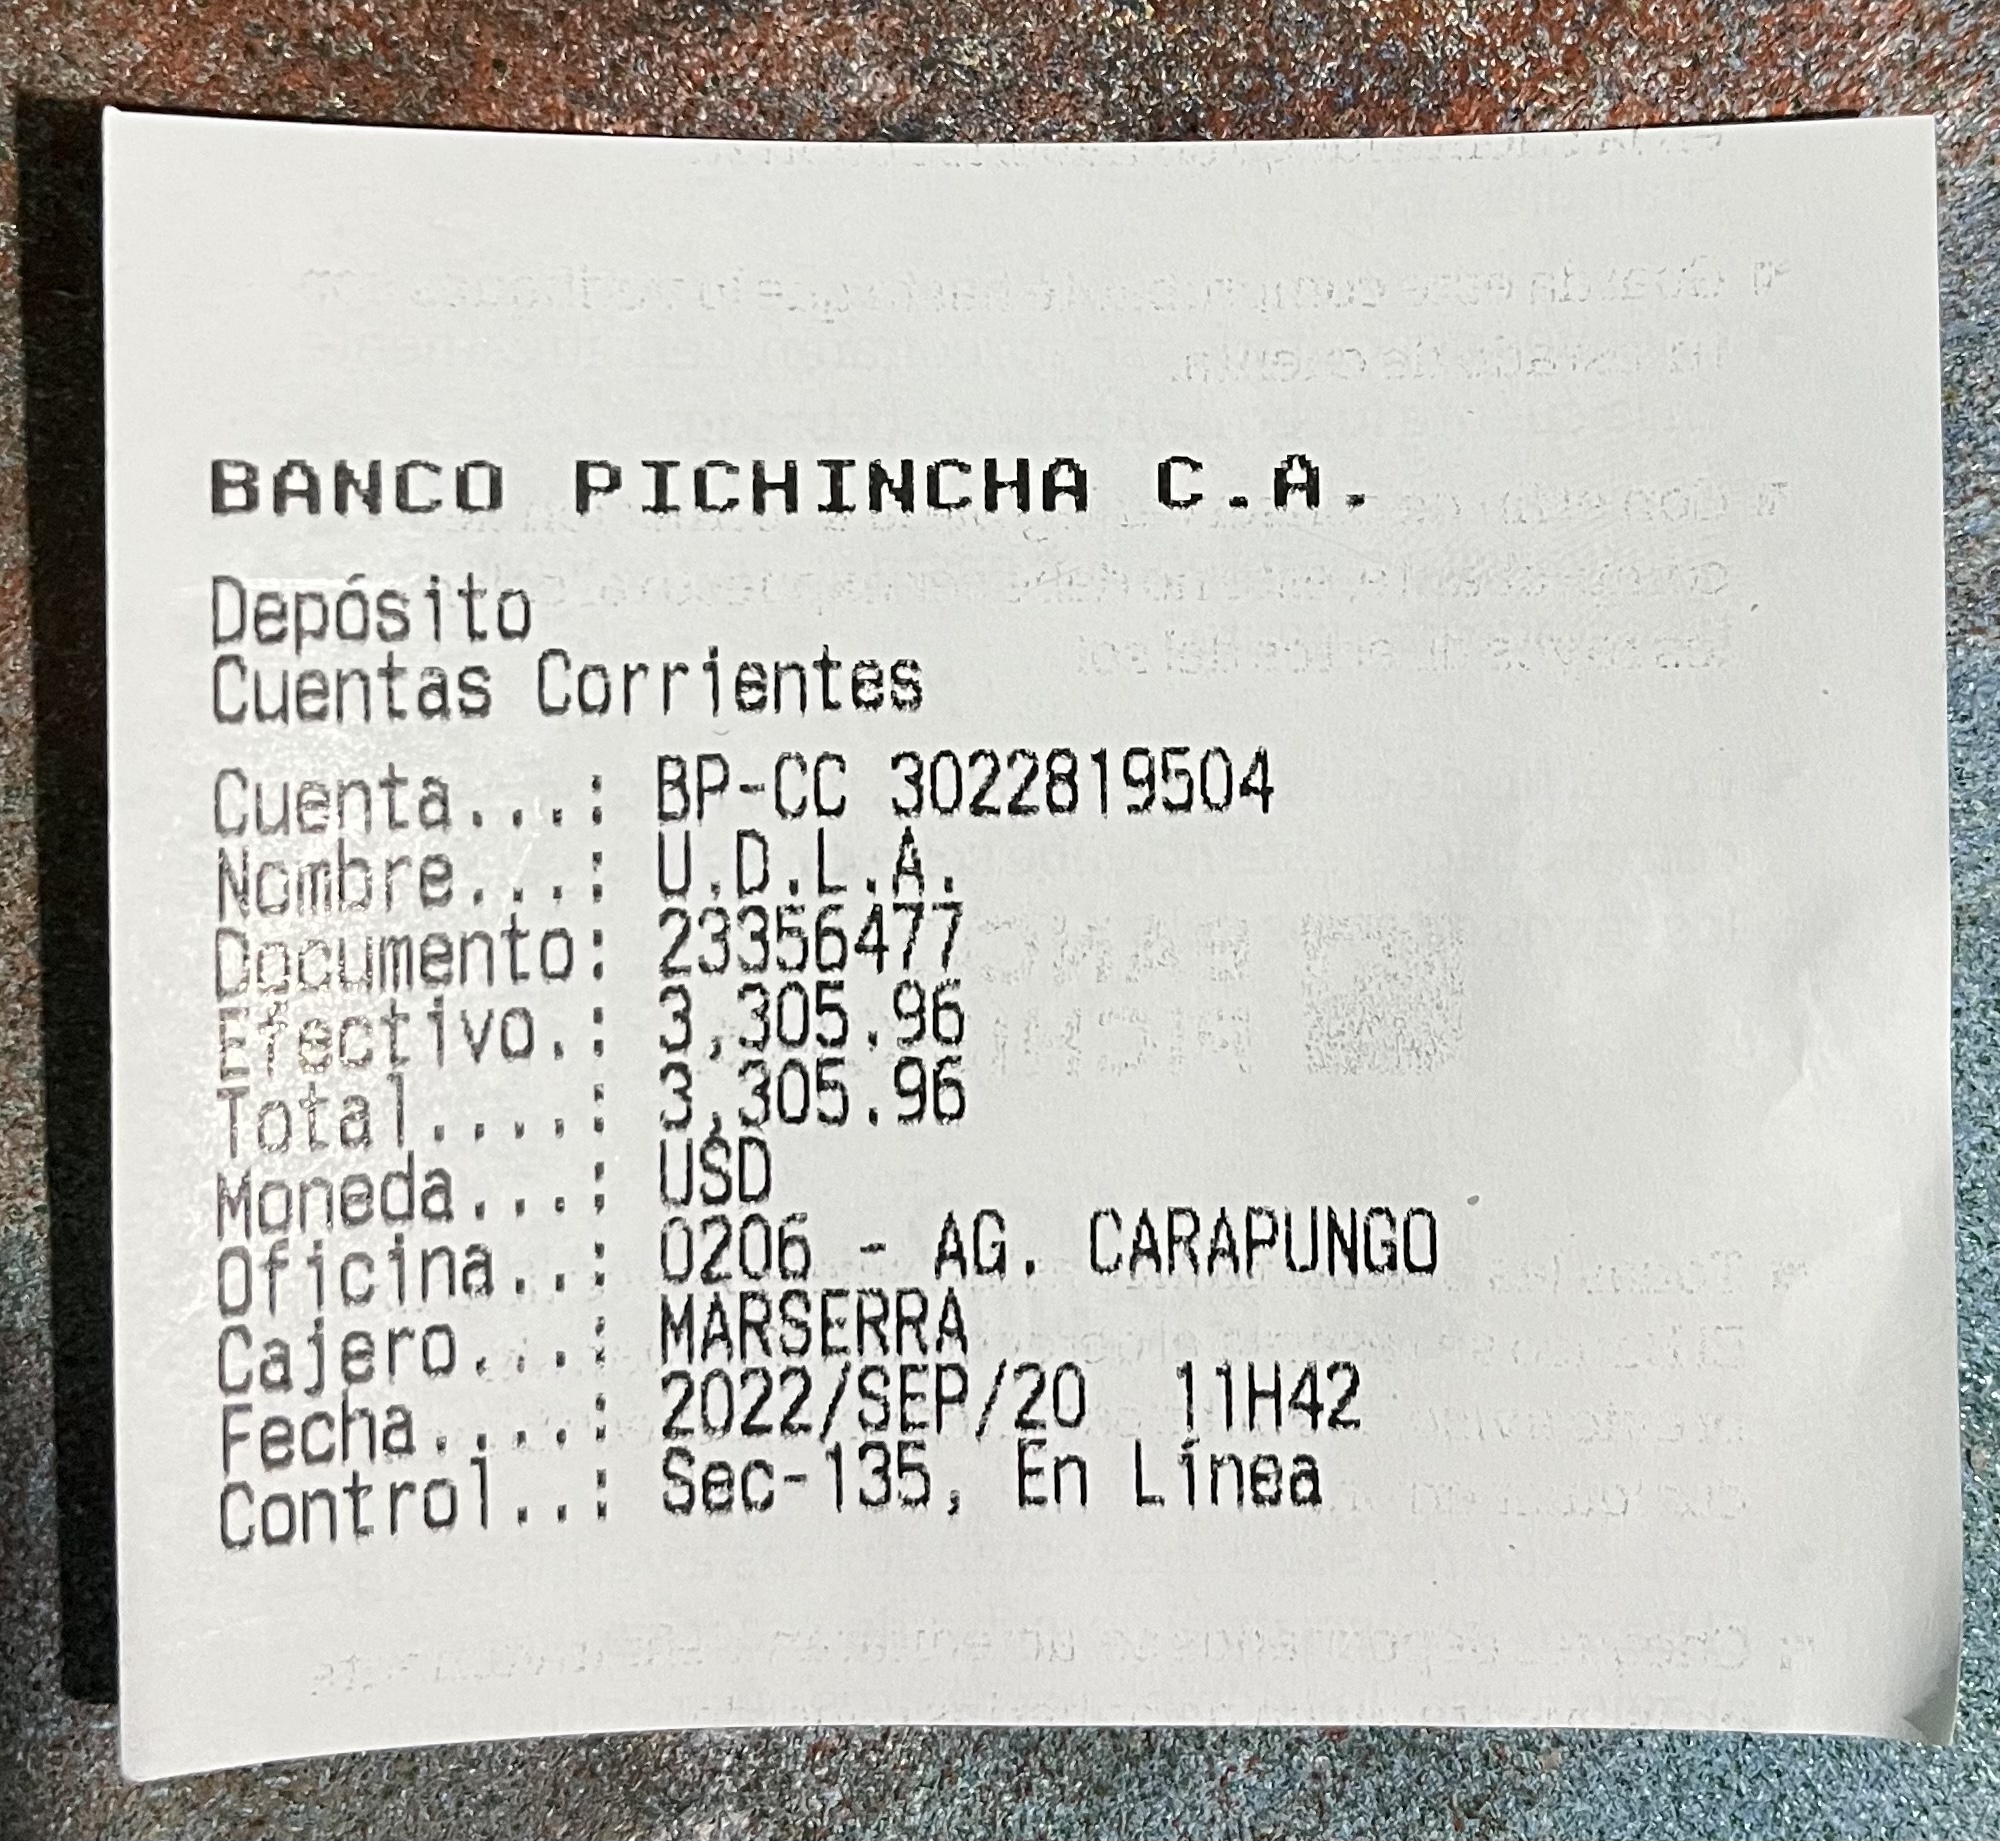 BANCO PICHINCHA C.A.
Depósito
Cuentas Corrientes
Cuenta...: BP-CC 3022819504
Nombre...: U.D.L.A.
Documento: 23356477
Efectivo.: 3,305.96
Total....: 3,305.96
Moneda...: USD
Oficina..: 0206 - AG. CARAPUNGO
Cajero...: MARSERRA
Fecha....: 2022/SEP/20  11H42
Control..: Sec-135, En Línea